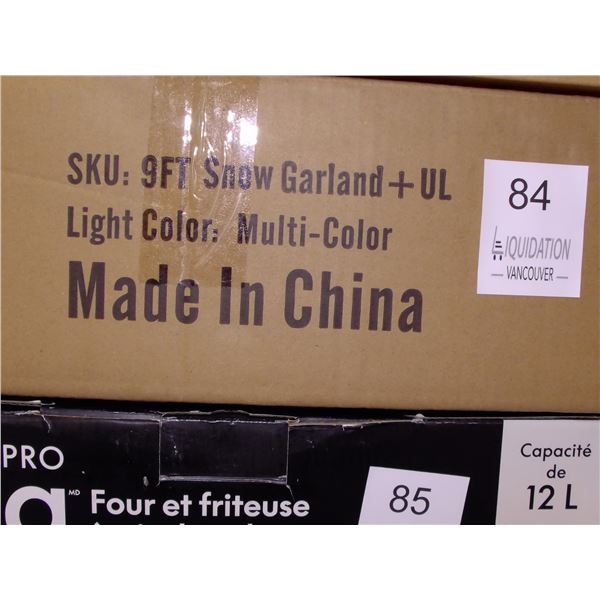 SKU: 9FT Snow Garland + UL
Light Color: Multi-Color
Made In China
84
LIQUIDATION
VANCOUVER
PRO
MD
Four et friteuse
85
Capacité
de
12 L